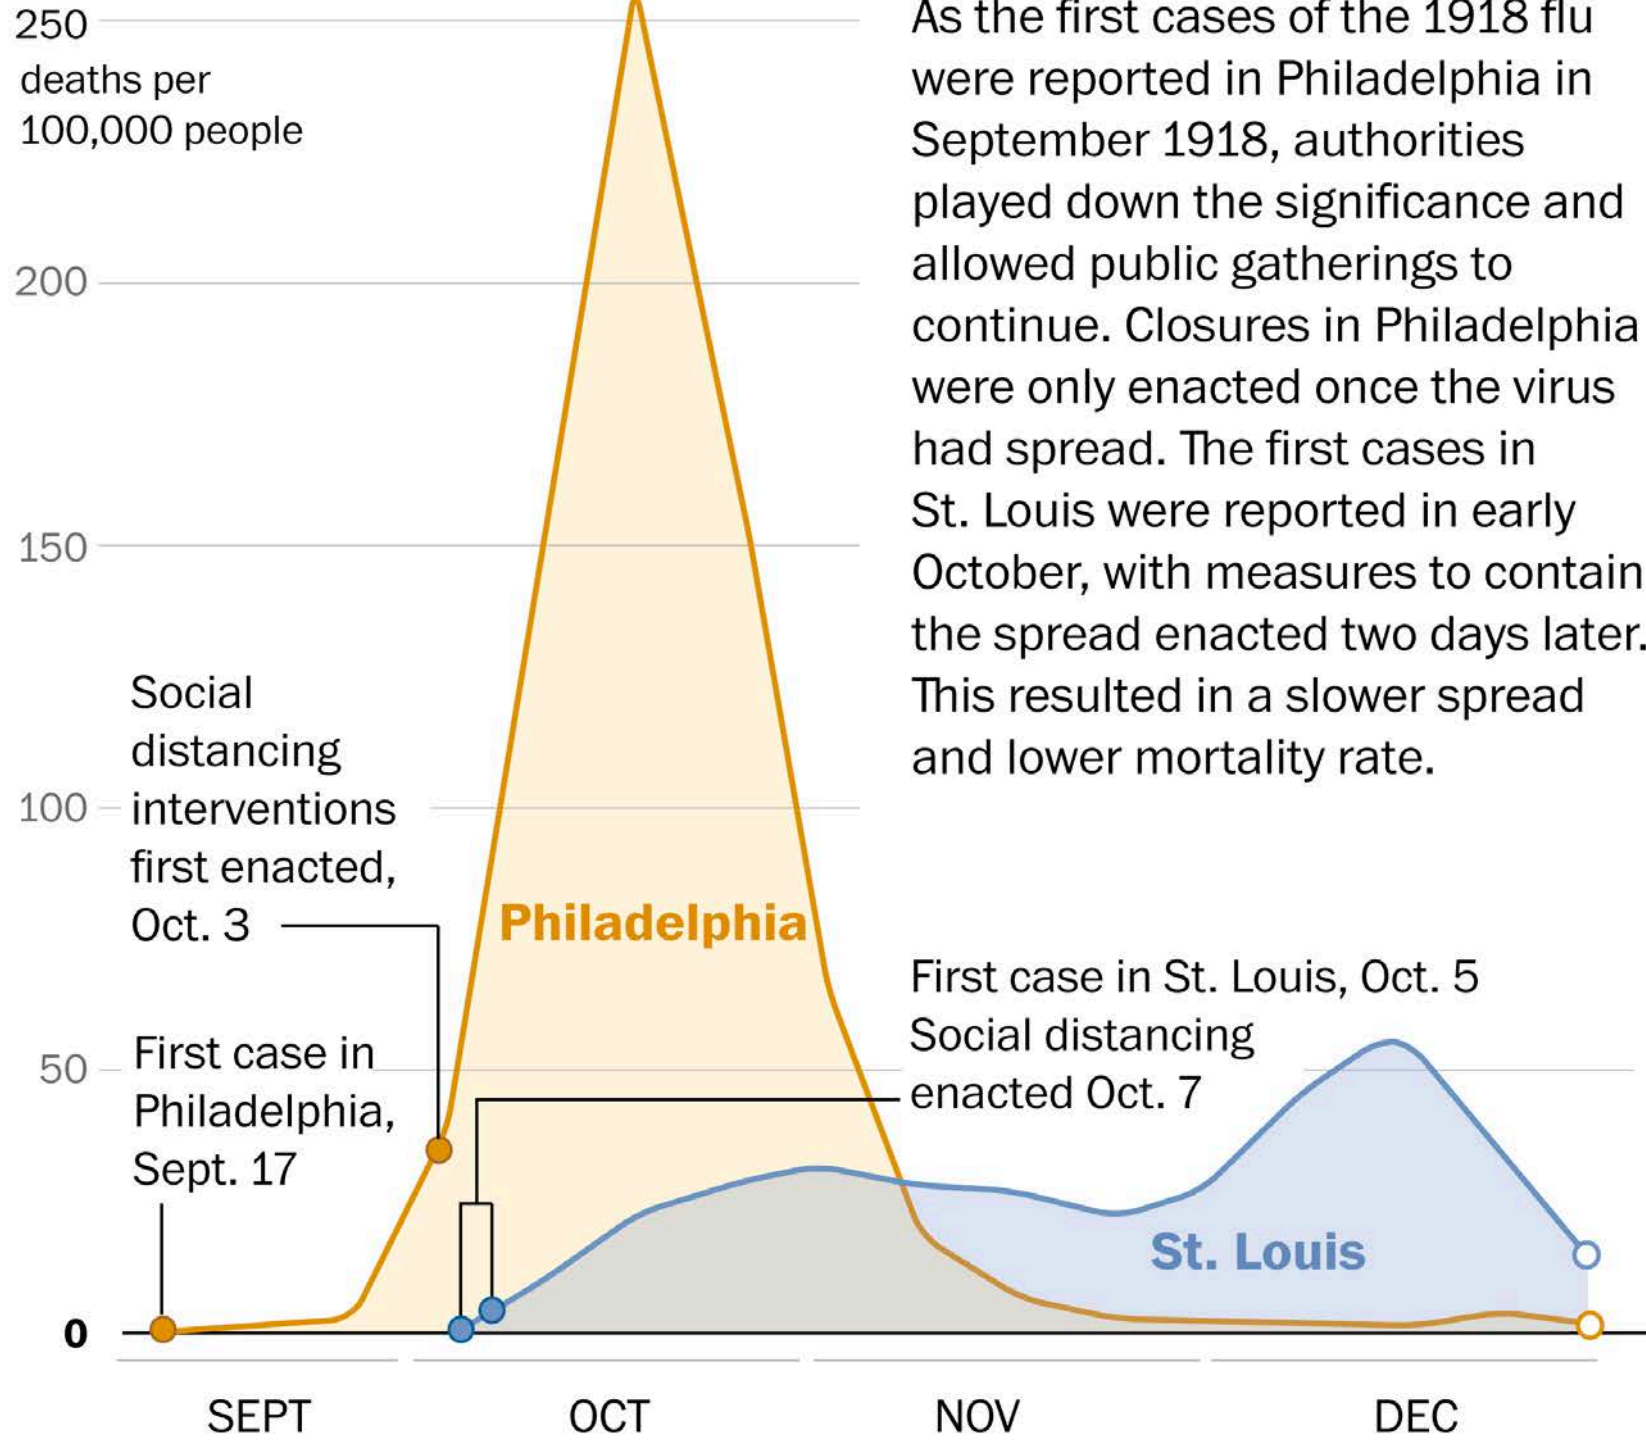 250
deaths per
100,000 people
As the first cases of the 1918 flu
were reported in Philadelphia in
September 1918, authorities
played down the significance and
allowed public gatherings to
continue. Closures in Philadelphia
were only enacted once the virus
had spread. The first cases in
St. Louis were reported in early
October, with measures to contain
the spread enacted two days later.
This resulted in a slower spread
and lower mortality rate.
200
150
100
50
0
Social
distancing
interventions
first enacted,
Oct. 3
Philadelphia
First case in
Philadelphia,
Sept. 17
First case in St. Louis, Oct. 5
Social distancing
enacted Oct. 7
St. Louis
SEPT
OCT
NOV
DEC